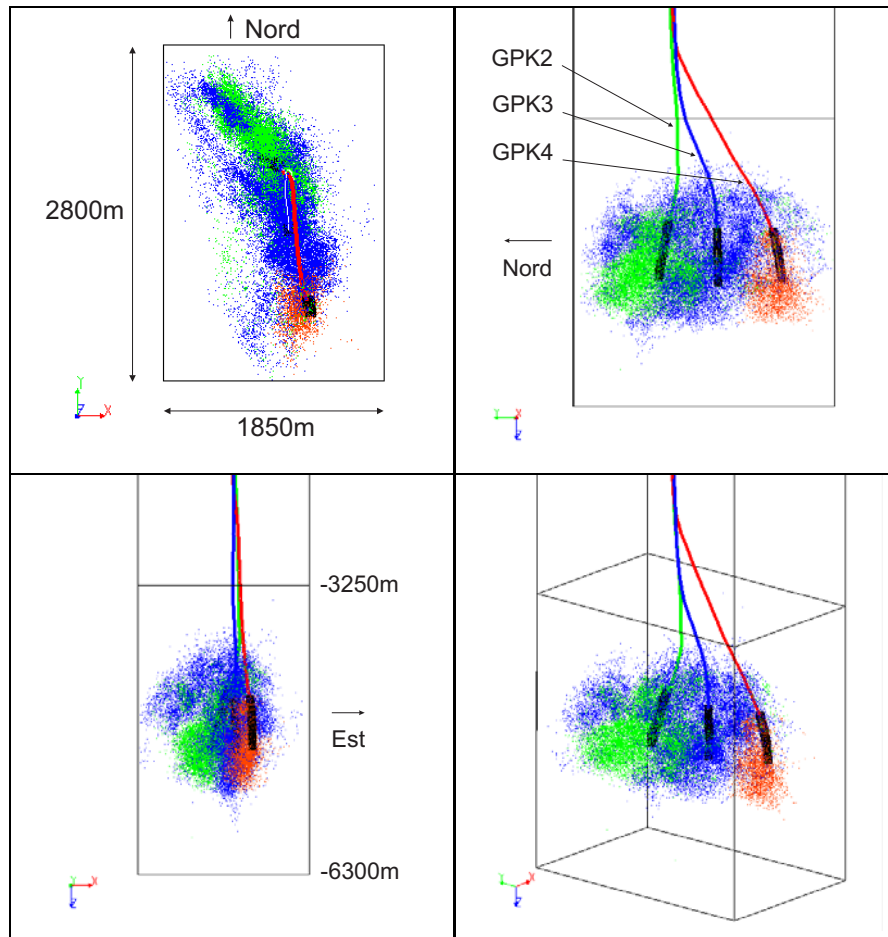 Nord
2800m
1850m
Y
Z
X
GPK2
GPK3
GPK4
Nord
Y
X
Z
-3250m
Est
-6300m
Y
X
Z
Y
X
Z